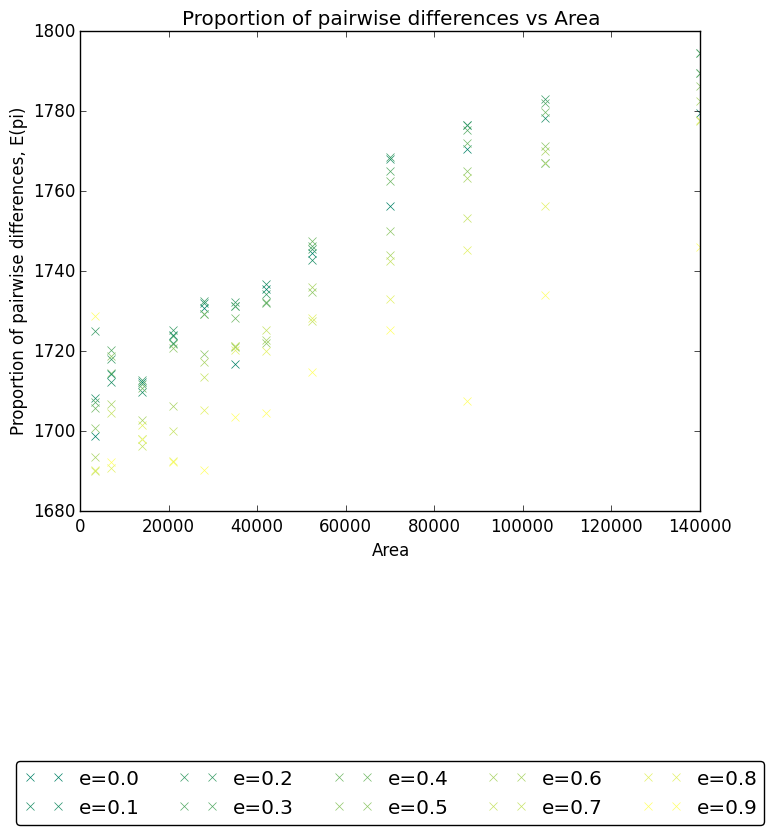 Proportion of pairwise differences vs Area
1800
1780
1760
1740
1720
1700
1680
Proportion of pairwise differences, E(pi)
0 20000 40000 60000 80000 100000 120000 140000
Area
e=0.0 e=0.2 e=0.4 e=0.6 e=0.8
e=0.1 e=0.3 e=0.5 e=0.7 e=0.9